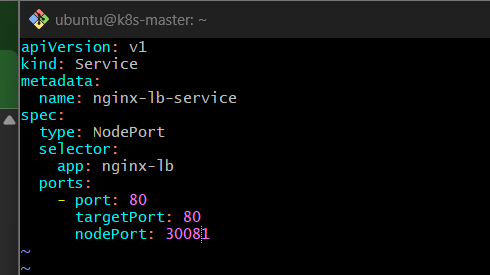 ubuntu@k8s-master: ~
apiVersion: v1
kind: Service
metadata:
  name: nginx-lb-service
spec:
  type: NodePort
  selector:
    app: nginx-lb
  ports:
    - port: 80
      targetPort: 80
      nodePort: 30081
~
~